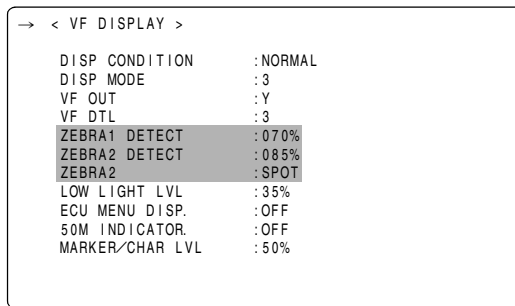 → < VF DISPLAY >
DISP CONDITION :NORMAL
DISP MODE :3
VF OUT :Y
VF DTL :3
ZEBRA1 DETECT :070%
ZEBRA2 DETECT :085%
ZEBRA2 :SPOT
LOW LIGHT LVL :35%
ECU MENU DISP. :OFF
50M INDICATOR. :OFF
MARKER/CHAR LVL :50%